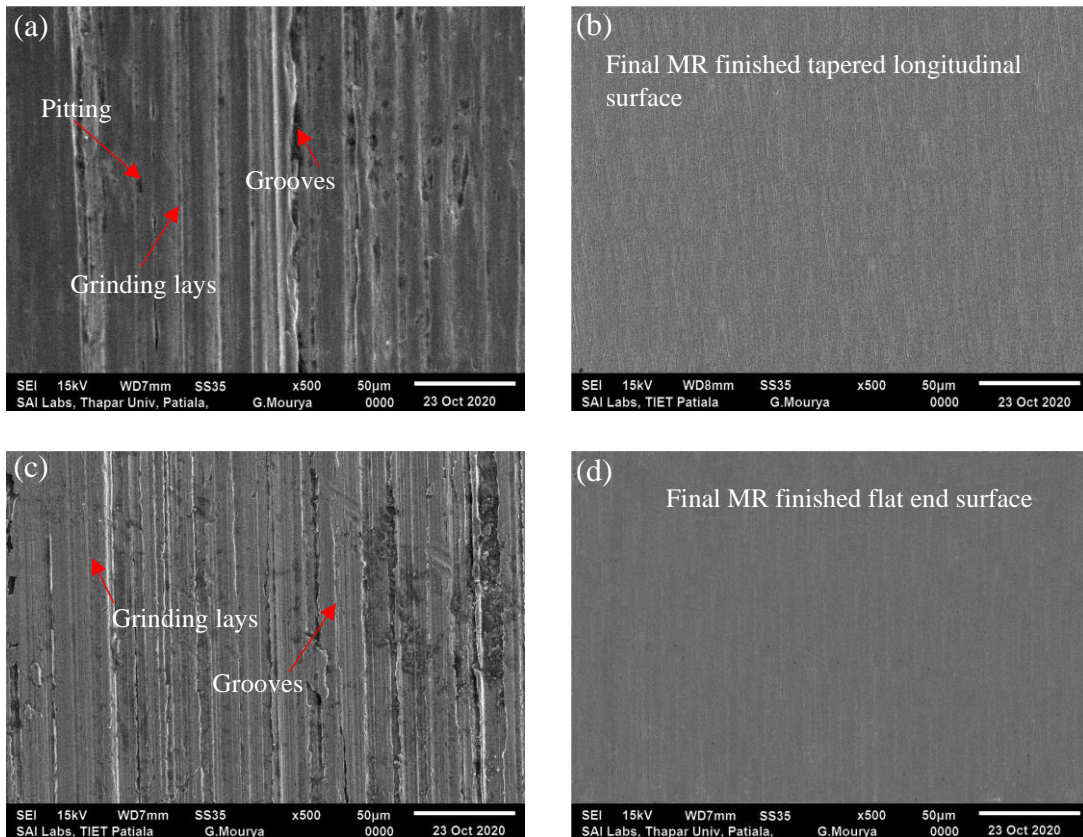 (a)
Pitting
Grooves
Grinding lays
SEI 15kV WD7mm SS35 x500 50µm
SAI Labs, Thapar Univ, Patiala, G.Mourya 0000 23 Oct 2020
(b)
Final MR finished tapered longitudinal
surface
SEI 15kV WD8mm SS35 x500 50µm
SAI Labs, TIET Patiala G.Mourya 0000 23 Oct 2020
(c)
Grinding lays
Grooves
SEI 15kV WD7mm SS35 x500 50µm
SAI Labs, TIET Patiala G.Mourya 0000 23 Oct 2020
(d)
Final MR finished flat end surface
SEI 15kV WD7mm SS35 x500 50µm
SAI Labs, Thapar Univ, Patiala, G.Mourya 0000 23 Oct 2020